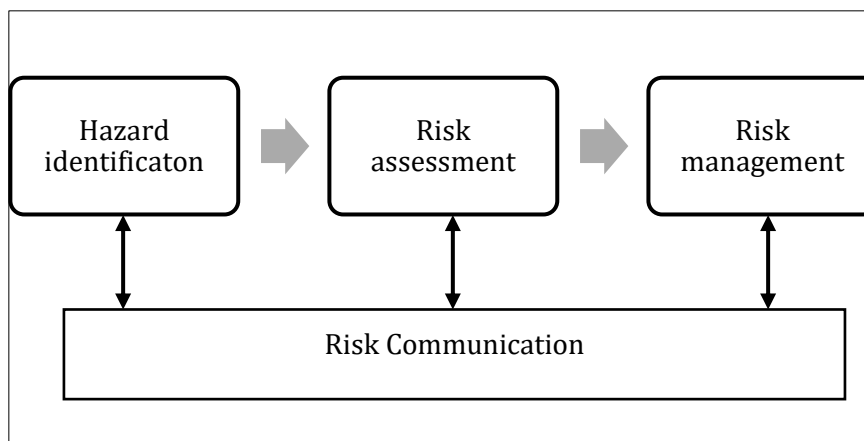 Hazard
identificaton
Risk
assessment
Risk
management
Risk Communication